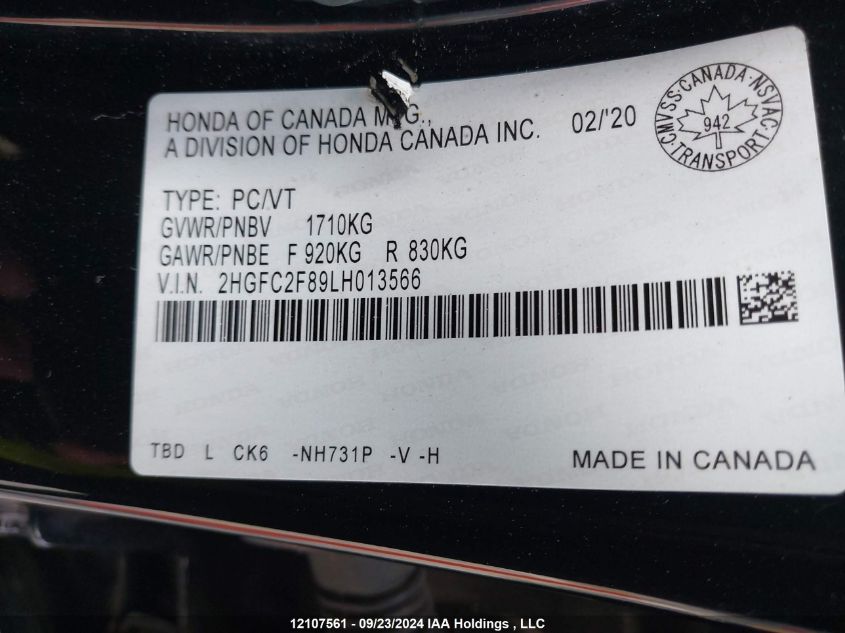 HONDA OF CANADA MFG.,
A DIVISION OF HONDA CANADA INC.
02/'20
CMVSS·CANADA·NSVAC
942
·TRANSPORT·
TYPE: PC/VT
GVWR/PNBV 1710KG
GAWR/PNBE F 920KG R 830KG
V.I.N. 2HGFC2F89LH013566
TBD L CK6 -NH731P -V -H
MADE IN CANADA
12107561 - 09/23/2024 IAA Holdings , LLC